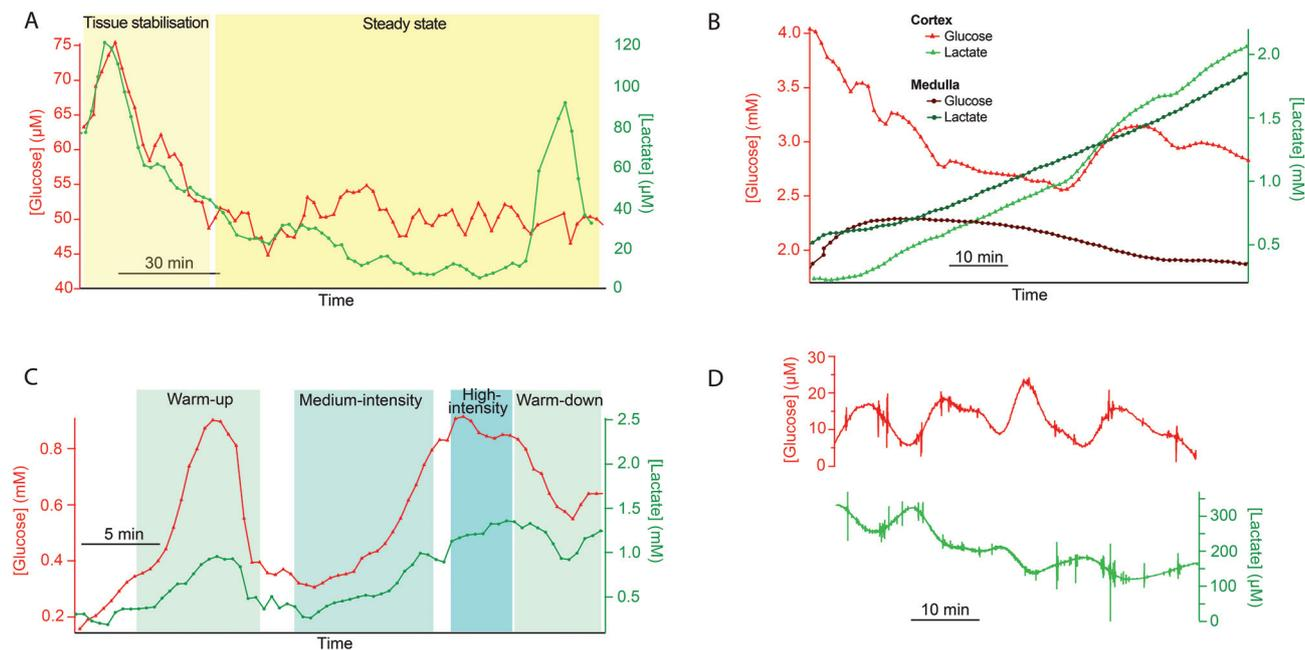 A
Tissue stabilisation
Steady state
75
70
65
60
55
50
45
40
[Glucose] (µM)
120
100
80
60
40
20
0
[Lactate] (µM)
30 min
Time
B
Cortex
Glucose
Lactate
Medulla
Glucose
Lactate
4.0
3.5
3.0
2.5
2.0
[Glucose] (mM)
2.0
1.5
1.0
0.5
[Lactate] (mM)
10 min
Time
C
Warm-up
Medium-intensity
High-
intensity
Warm-down
0.8
0.6
0.4
0.2
[Glucose] (mM)
2.5
2.0
1.5
1.0
0.5
[Lactate] (mM)
5 min
Time
D
30
20
10
0
[Glucose] (µM)
300
200
100
0
[Lactate] (µM)
10 min